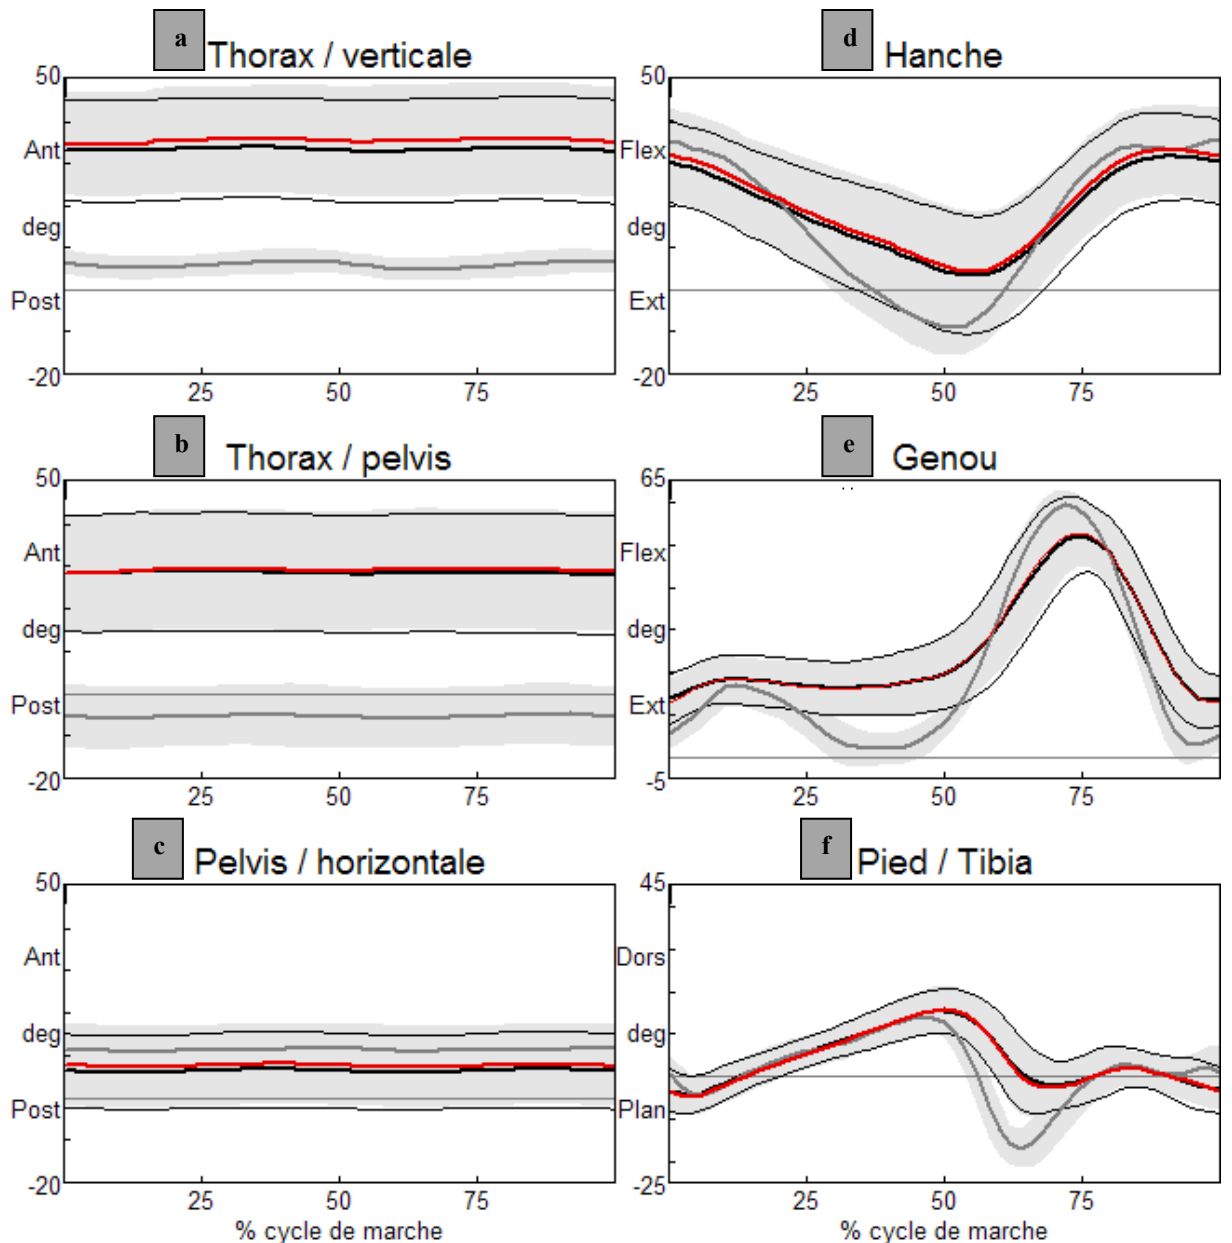 a Thorax / verticale
50
Ant
deg
Post
-20
25 50 75
d Hanche
50
Flex
deg
Ext
-20
25 50 75
b Thorax / pelvis
50
Ant
deg
Post
-20
25 50 75
e Genou
65
Flex
deg
Ext
-5
25 50 75
c Pelvis / horizontale
50
Ant
deg
Post
-20
25 50 75
% cycle de marche
f Pied / Tibia
45
Dors
deg
Plan
-25
25 50 75
% cycle de marche